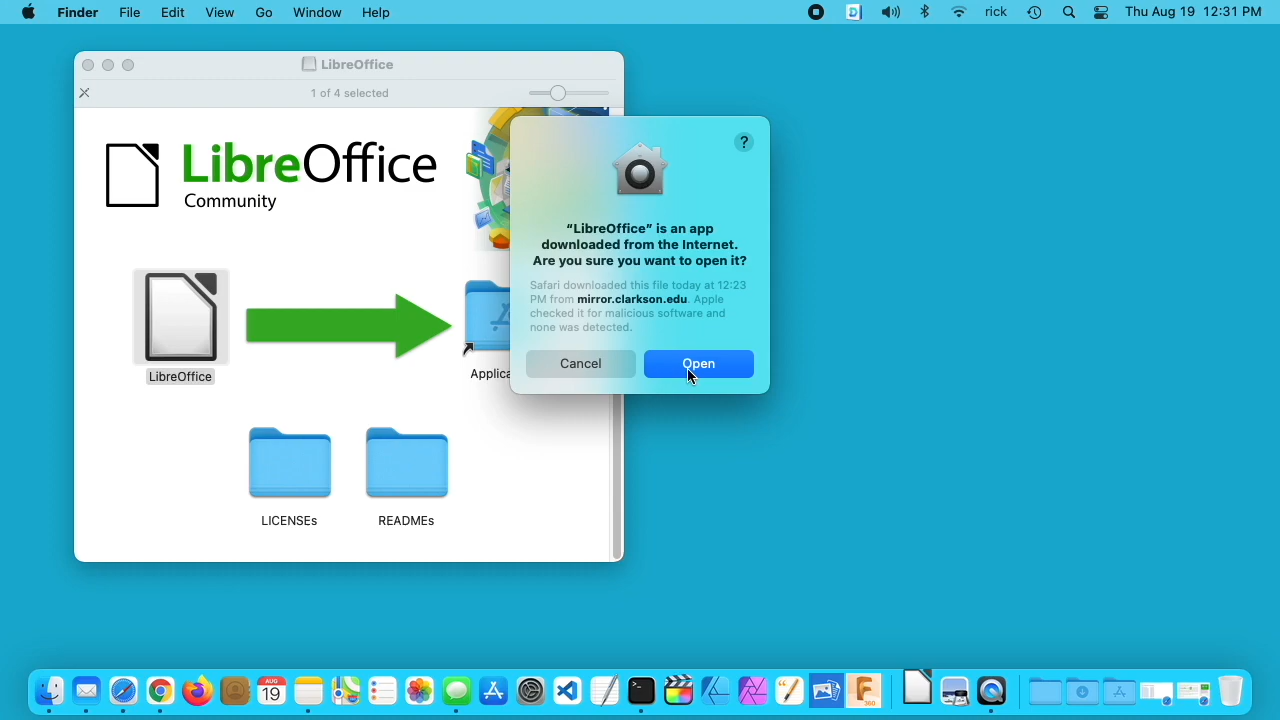 Finder File Edit View Go Window Help
D rick Thu Aug 19 12:31 PM
LibreOffice
1 of 4 selected
LibreOffice
Community
?
“LibreOffice” is an app
downloaded from the Internet.
Are you sure you want to open it?
Safari downloaded this file today at 12:23
PM from mirror.clarkson.edu. Apple
checked it for malicious software and
none was detected.
Cancel Open
LibreOffice
Applica
LICENSEs READMEs
AUG
19
360